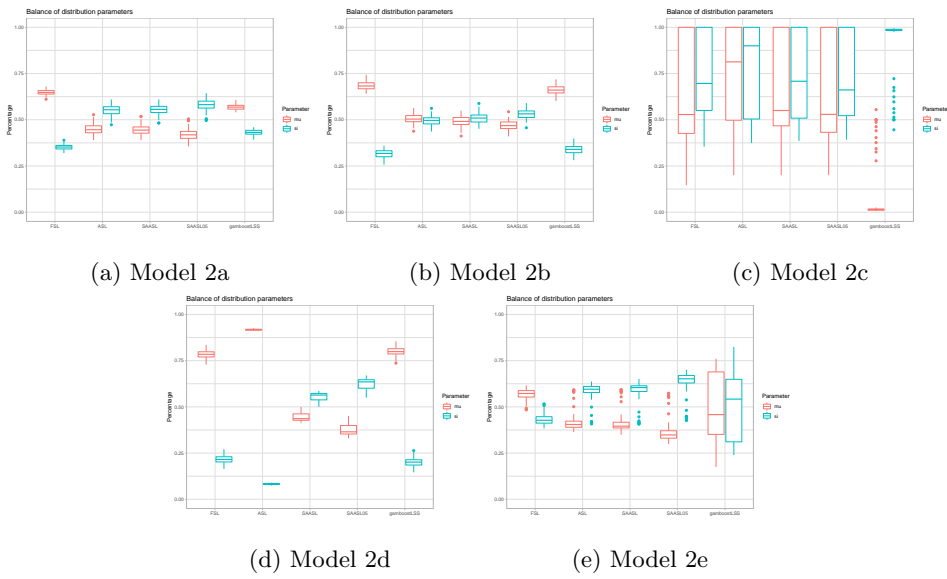 Balance of distribution parameters
Percentage
1.00
0.75
0.50
0.25
0.00
FSL
ASL
SAASL
SAASL05
gamboostLSS
Parameter
mu
si
(a) Model 2a
Balance of distribution parameters
Percentage
1.00
0.75
0.50
0.25
0.00
FSL
ASL
SAASL
SAASL05
gamboostLSS
Parameter
mu
si
(b) Model 2b
Balance of distribution parameters
Percentage
1.00
0.75
0.50
0.25
0.00
FSL
ASL
SAASL
SAASL05
gamboostLSS
Parameter
mu
si
(c) Model 2c
Balance of distribution parameters
Percentage
1.00
0.75
0.50
0.25
0.00
FSL
ASL
SAASL
SAASL05
gamboostLSS
Parameter
mu
si
(d) Model 2d
Balance of distribution parameters
Percentage
1.00
0.75
0.50
0.25
0.00
FSL
ASL
SAASL
SAASL05
gamboostLSS
Parameter
mu
si
(e) Model 2e